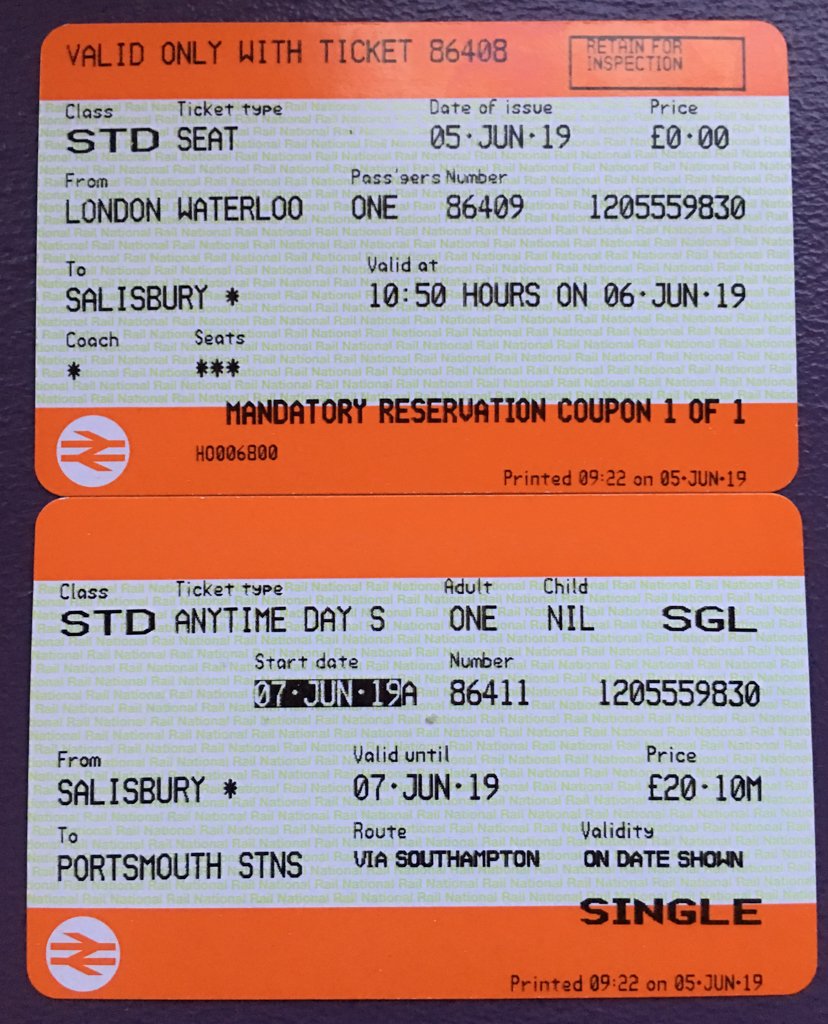 VALID ONLY WITH TICKET 86408
RETAIN FOR
INSPECTION
Class Ticket type Date of issue Price
STD SEAT 05·JUN·19 £0·00
From Pass'gers Number
LONDON WATERLOO ONE 86409 1205559830
To Valid at
SALISBURY * 10:50 HOURS ON 06·JUN·19
Coach Seats
* ***
MANDATORY RESERVATION COUPON 1 OF 1
HO006800
Printed 09:22 on 05·JUN·19
Class Ticket type Adult Child
STD ANYTIME DAY S ONE NIL SGL
Start date Number
07·JUN·19A 86411 1205559830
From Valid until Price
SALISBURY * 07·JUN·19 £20·10M
To Route Validity
PORTSMOUTH STNS VIA SOUTHAMPTON ON DATE SHOWN
SINGLE
Printed 09:22 on 05·JUN·19